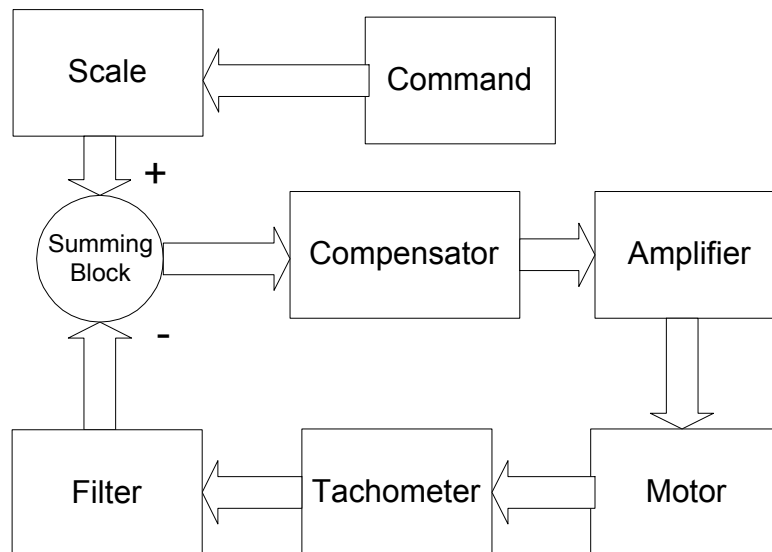 Scale
Command
+
Summing
Block
Compensator
Amplifier
-
Filter
Tachometer
Motor